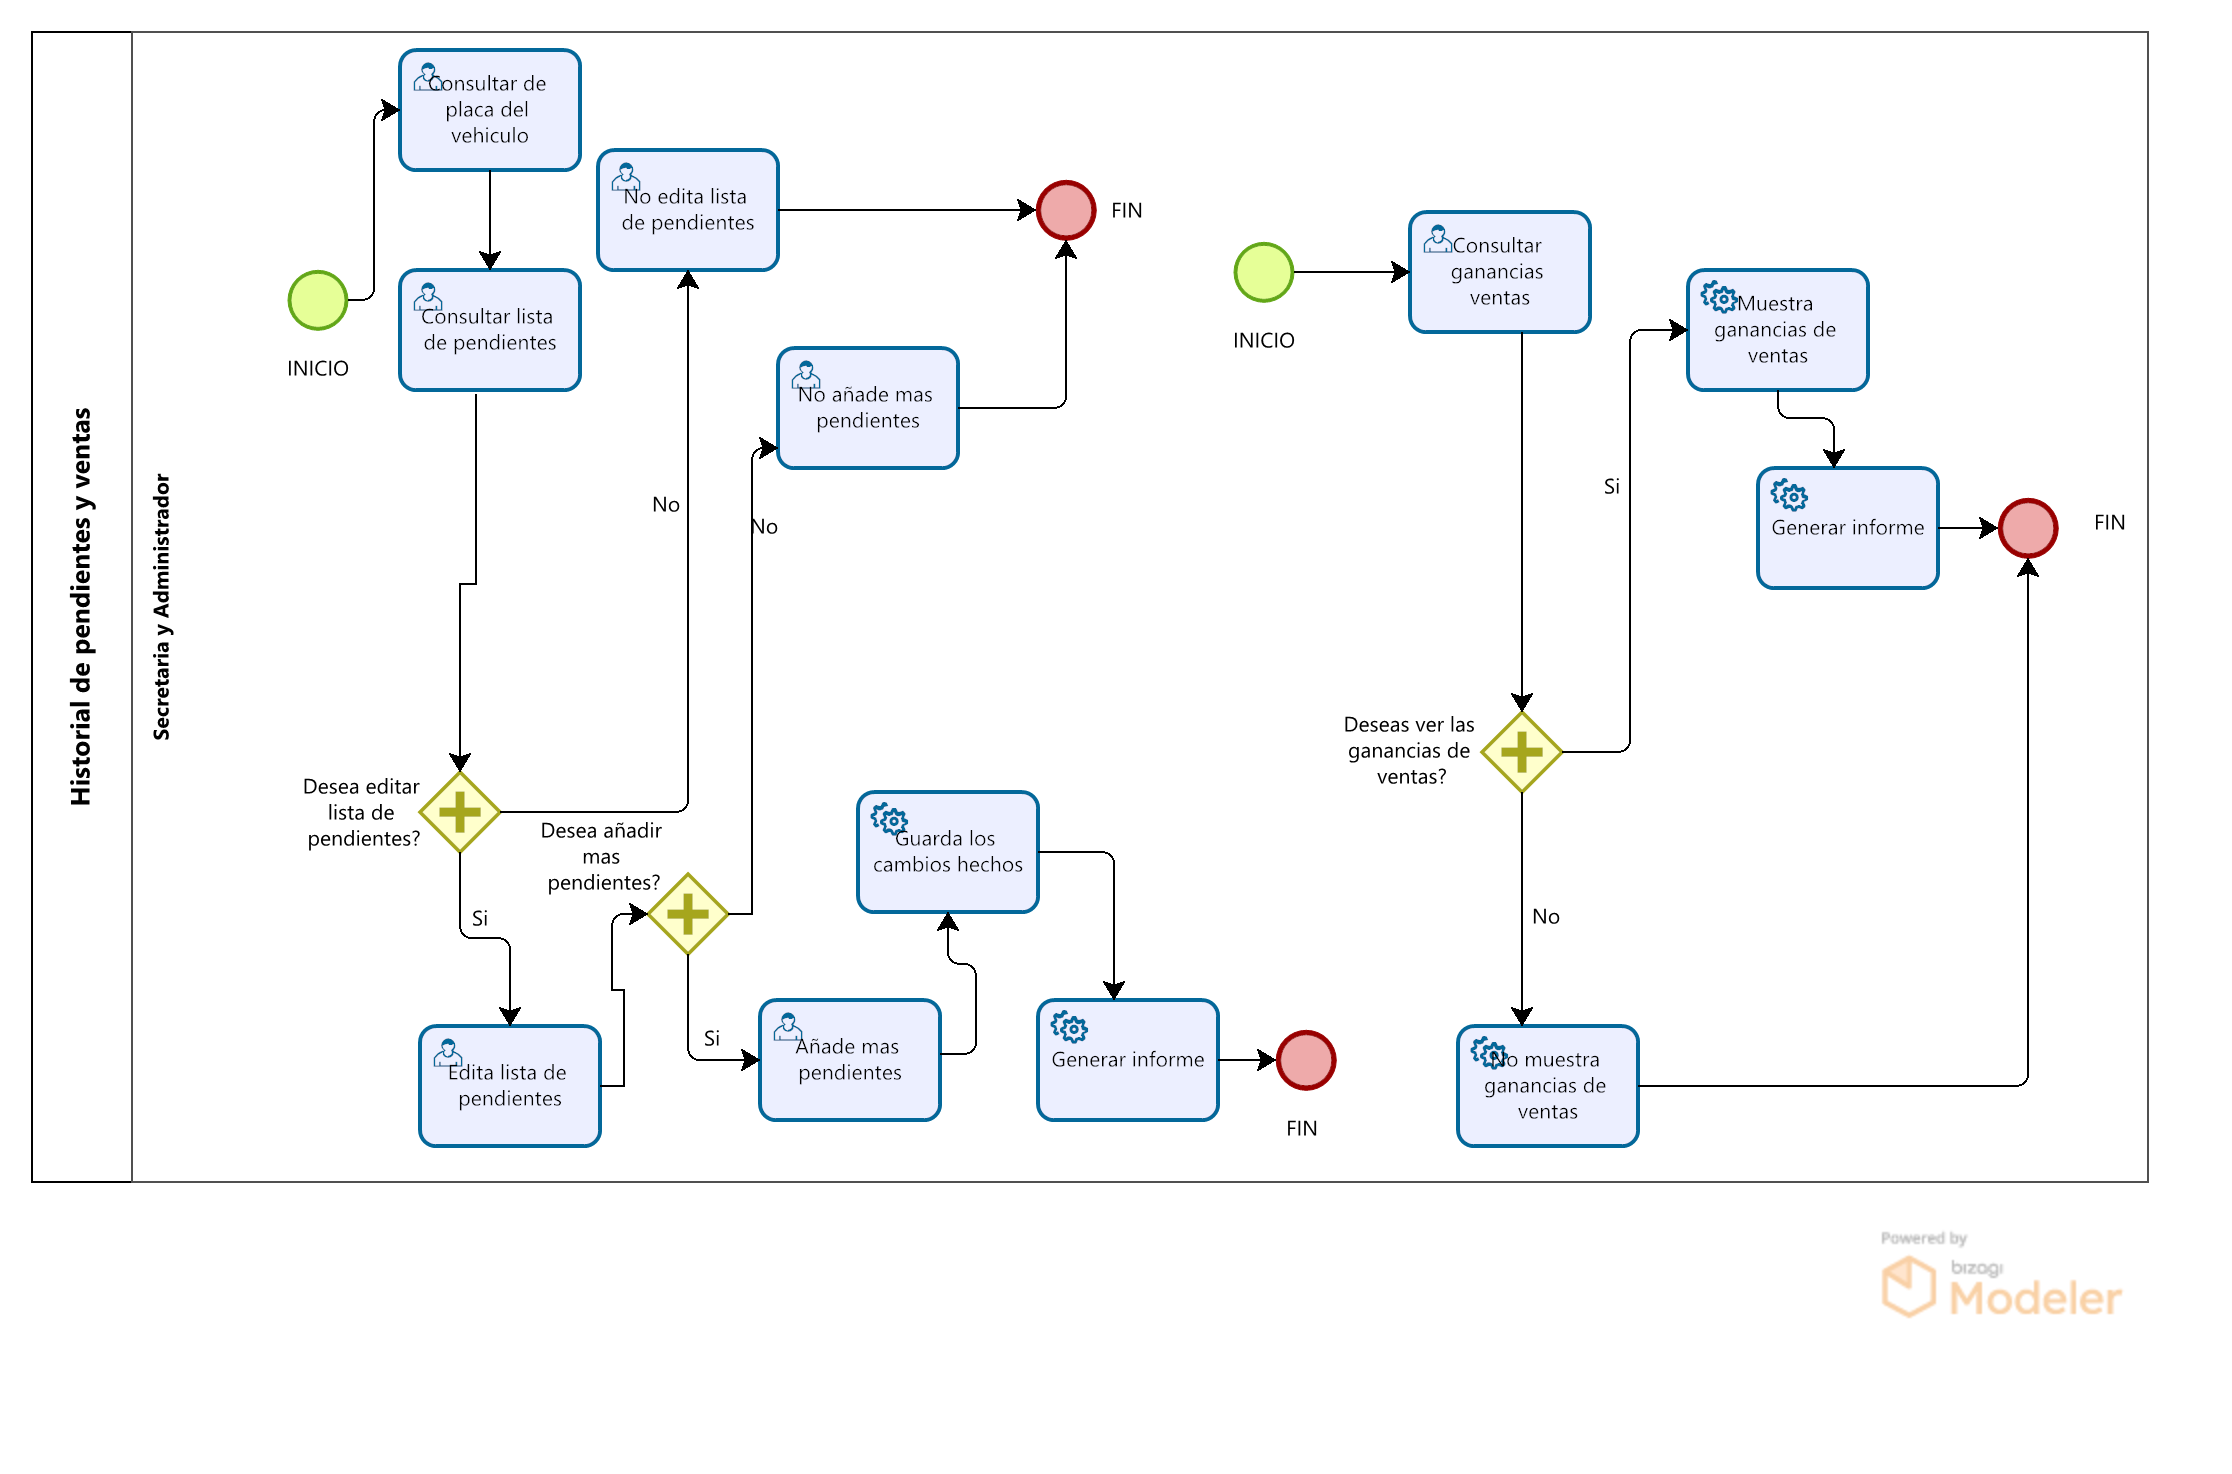 Historial de pendientes y ventas
Secretaria y Administrador
INICIO
Consultar de
placa del
vehiculo
Consultar lista
de pendientes
No edita lista
de pendientes
FIN
No añade mas
pendientes
No
No
Desea editar
lista de
pendientes?
Si
Edita lista de
pendientes
Desea añadir
mas
pendientes?
Si
Añade mas
pendientes
Guarda los
cambios hechos
Generar informe
FIN
INICIO
Consultar
ganancias
ventas
Deseas ver las
ganancias de
ventas?
Si
Muestra
ganancias de
ventas
Generar informe
FIN
No
No muestra
ganancias de
ventas
Powered by
bizagi
Modeler